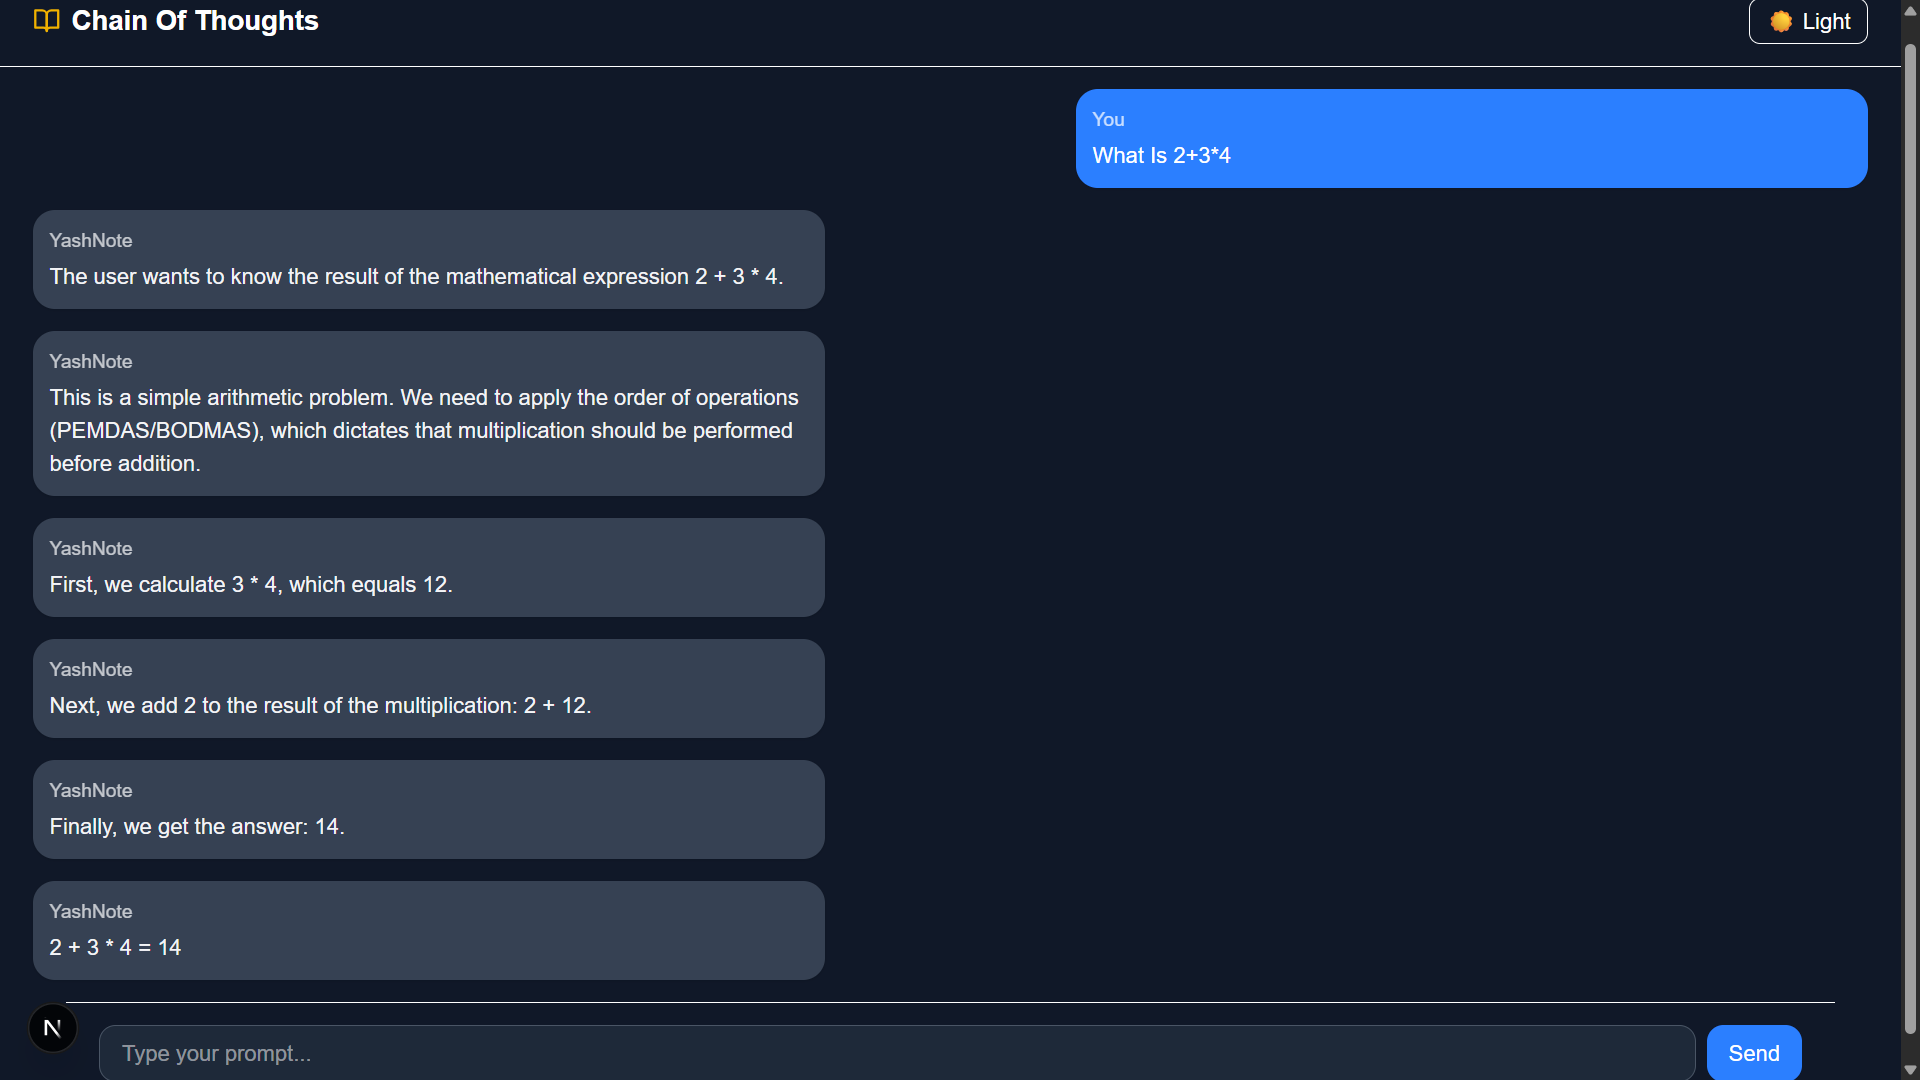 Chain Of Thoughts
Light
You
What Is 2+3*4
YashNote
The user wants to know the result of the mathematical expression 2 + 3 * 4.
YashNote
This is a simple arithmetic problem. We need to apply the order of operations
(PEMDAS/BODMAS), which dictates that multiplication should be performed
before addition.
YashNote
First, we calculate 3 * 4, which equals 12.
YashNote
Next, we add 2 to the result of the multiplication: 2 + 12.
YashNote
Finally, we get the answer: 14.
YashNote
2 + 3 * 4 = 14
N
Type your prompt...
Send